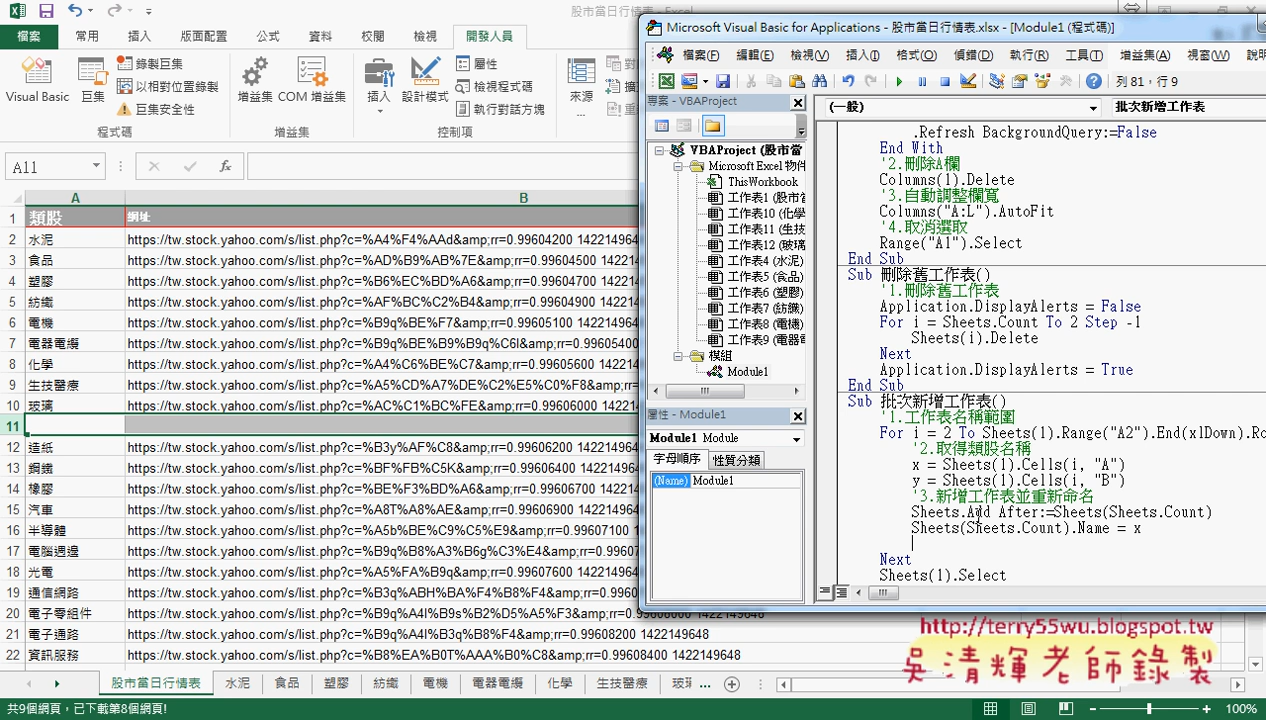 股市當日行情表 - Excel
檔案 常用 插入 版面配置 公式 資料 校閱 檢視 開發人員
Visual Basic
巨集
錄製巨集
以相對位置錄製
巨集安全性
程式碼
增益集
COM 增益集
增益集
插入
設計模式
屬性
檢視程式碼
執行對話方塊
控制項
來源
A11
fx
A B
1 類股 網址
2 水泥 https://tw.stock.yahoo.com/s/list.php?c=%A4%F4%AAd&amp;rr=0.99604200 142214964
3 食品 https://tw.stock.yahoo.com/s/list.php?c=%AD%B9%AB%7E&amp;rr=0.99604500 14221
4 塑膠 https://tw.stock.yahoo.com/s/list.php?c=%B6%EC%BD%A6&amp;rr=0.99604700 1422
5 紡織 https://tw.stock.yahoo.com/s/list.php?c=%AF%BC%C2%B4&amp;rr=0.99604900 1422
6 電機 https://tw.stock.yahoo.com/s/list.php?c=%B9q%BE%F7&amp;rr=0.99605100 14221496
7 電器電纜 https://tw.stock.yahoo.com/s/list.php?c=%B9q%BE%B9%B9q%C6l&amp;rr=0.9960540
8 化學 https://tw.stock.yahoo.com/s/list.php?c=%A4%C6%BE%C7&amp;rr=0.99605600 1422
9 生技醫療 https://tw.stock.yahoo.com/s/list.php?c=%A5%CD%A7%DE%C2%E5%C0%F8&amp;rr=
10 玻璃 https://tw.stock.yahoo.com/s/list.php?c=%AC%C1%BC%FE&amp;rr=0.99606000 1422
11
12 造紙 https://tw.stock.yahoo.com/s/list.php?c=%B3y%AF%C8&amp;rr=0.99606200 1422149
13 鋼鐵 https://tw.stock.yahoo.com/s/list.php?c=%BF%FB%C5K&amp;rr=0.99606400 1422149
14 橡膠 https://tw.stock.yahoo.com/s/list.php?c=%BE%F3%BD%A6&amp;rr=0.99606700 1422
15 汽車 https://tw.stock.yahoo.com/s/list.php?c=%A8T%A8%AE&amp;rr=0.99606900 1422149
16 半導體 https://tw.stock.yahoo.com/s/list.php?c=%A5b%BE%C9%C5%E9&amp;rr=0.99607100 1
17 電腦週邊 https://tw.stock.yahoo.com/s/list.php?c=%B9q%B8%A3%B6g%C3%E4&amp;rr=0.9960
18 光電 https://tw.stock.yahoo.com/s/list.php?c=%A5%FA%B9q&amp;rr=0.99607600 1422149
19 通信網路 https://tw.stock.yahoo.com/s/list.php?c=%B3q%ABH%BA%F4%B8%F4&amp;rr=0.996
20 電子零組件 https://tw.stock.yahoo.com/s/list.php?c=%B9q%A4l%B9s%B2%D5%A5%F3&amp;rr=0.99608000 1422149648
21 電子通路 https://tw.stock.yahoo.com/s/list.php?c=%B9q%A4l%B3q%B8%F4&amp;rr=0.99608200 1422149648
22 資訊服務 https://tw.stock.yahoo.com/s/list.php?c=%B8%EA%B0T%AAA%B0%C8&amp;rr=0.99608400 1422149648
股市當日行情表 水泥 食品 塑膠 紡織 電機 電器電纜 化學 生技醫療 玻璃 ...
共9個網頁，已下載第8個網頁!
100%
Microsoft Visual Basic for Applications - 股市當日行情表.xlsx - [Module1 (程式碼)]
檔案(F) 編輯(E) 檢視(V) 插入(I) 格式(O) 偵錯(D) 執行(R) 工具(T) 增益集(A) 視窗(W) 說明
列 81，行 9
專案 - VBAProject
VBAProject (股市當
Microsoft Excel 物件
ThisWorkbook
工作表1 (股市當
工作表10 (化學
工作表11 (生技
工作表12 (玻璃
工作表4 (水泥)
工作表5 (食品)
工作表6 (塑膠)
工作表7 (紡織)
工作表8 (電機)
工作表9 (電器電
模組
Module1
屬性 - Module1
Module1 Module
字母順序 性質分類
(Name) Module1
(一般)
批次新增工作表
.Refresh BackgroundQuery:=False
End With
'2.刪除A欄
Columns(1).Delete
'3.自動調整欄寬
Columns("A:L").AutoFit
'4.取消選取
Range("A1").Select
End Sub
Sub 刪除舊工作表()
'1.刪除舊工作表
Application.DisplayAlerts = False
For i = Sheets.Count To 2 Step -1
Sheets(i).Delete
Next
Application.DisplayAlerts = True
End Sub
Sub 批次新增工作表()
'1.工作表名稱範圍
For i = 2 To Sheets(1).Range("A2").End(xlDown).Ro
'2.取得類股名稱
x = Sheets(1).Cells(i, "A")
y = Sheets(1).Cells(i, "B")
'3.新增工作表並重新命名
Sheets.Add After:=Sheets(Sheets.Count)
Sheets(Sheets.Count).Name = x
Next
Sheets(1).Select
http://terry55wu.blogspot.tw
吳清輝老師錄製